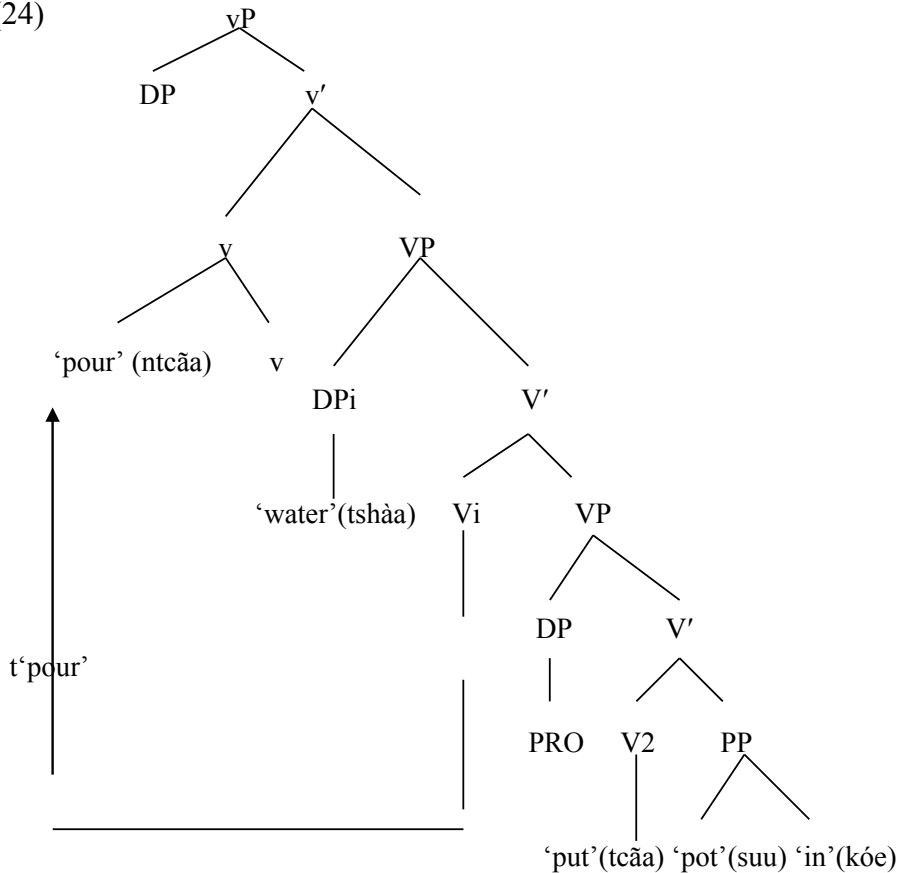 (24)
vP
DP v′
v VP
‘pour’ (ntcãa) v
DPi V′
‘water’(tshàa) Vi VP
DP V′
t‘pour’
PRO V2 PP
‘put’(tcãa) ‘pot’(suu) ‘in’(kóe)